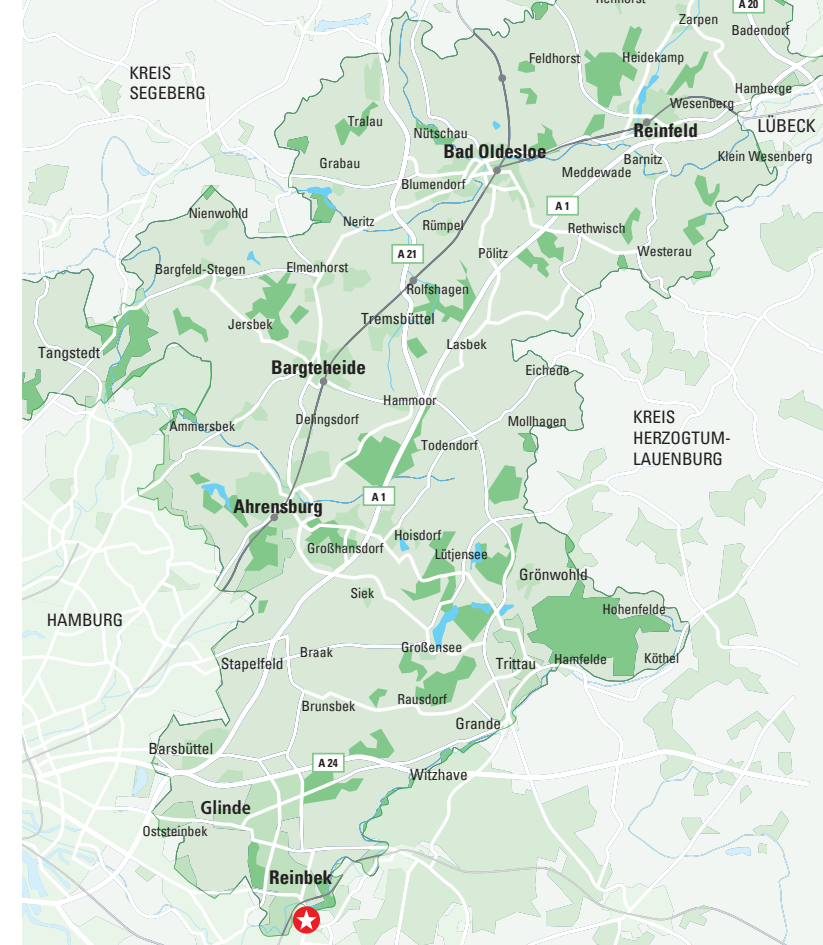 A 20
Zarpen
Badendorf
Feldhorst
Heidekamp
KREIS
SEGEBERG
Hamberge
Wesenberg
Tralau
Nütschau
Reinfeld
LÜBECK
Bad Oldesloe
Grabau
Barnitz
Klein Wesenberg
Meddewade
Blumendorf
A 1
Nienwohld
Neritz
Rümpel
Rethwisch
A 21
Pölitz
Westerau
Bargfeld-Stegen
Elmenhorst
Rolfshagen
Jersbek
Tremsbüttel
Tangstedt
Lasbek
Bargteheide
Eichede
Hammoor
Ammersbek
Delingsdorf
Mollhagen
KREIS
HERZOGTUM-
LAUENBURG
Todendorf
A 1
Ahrensburg
Hoisdorf
Großhansdorf
Lütjensee
Grönwohld
Siek
Hohenfelde
HAMBURG
Braak
Großensee
Stapelfeld
Trittau
Hamfelde
Köthel
Rausdorf
Brunsbek
Grande
Barsbüttel
A 24
Witzhave
Glinde
Oststeinbek
Reinbek